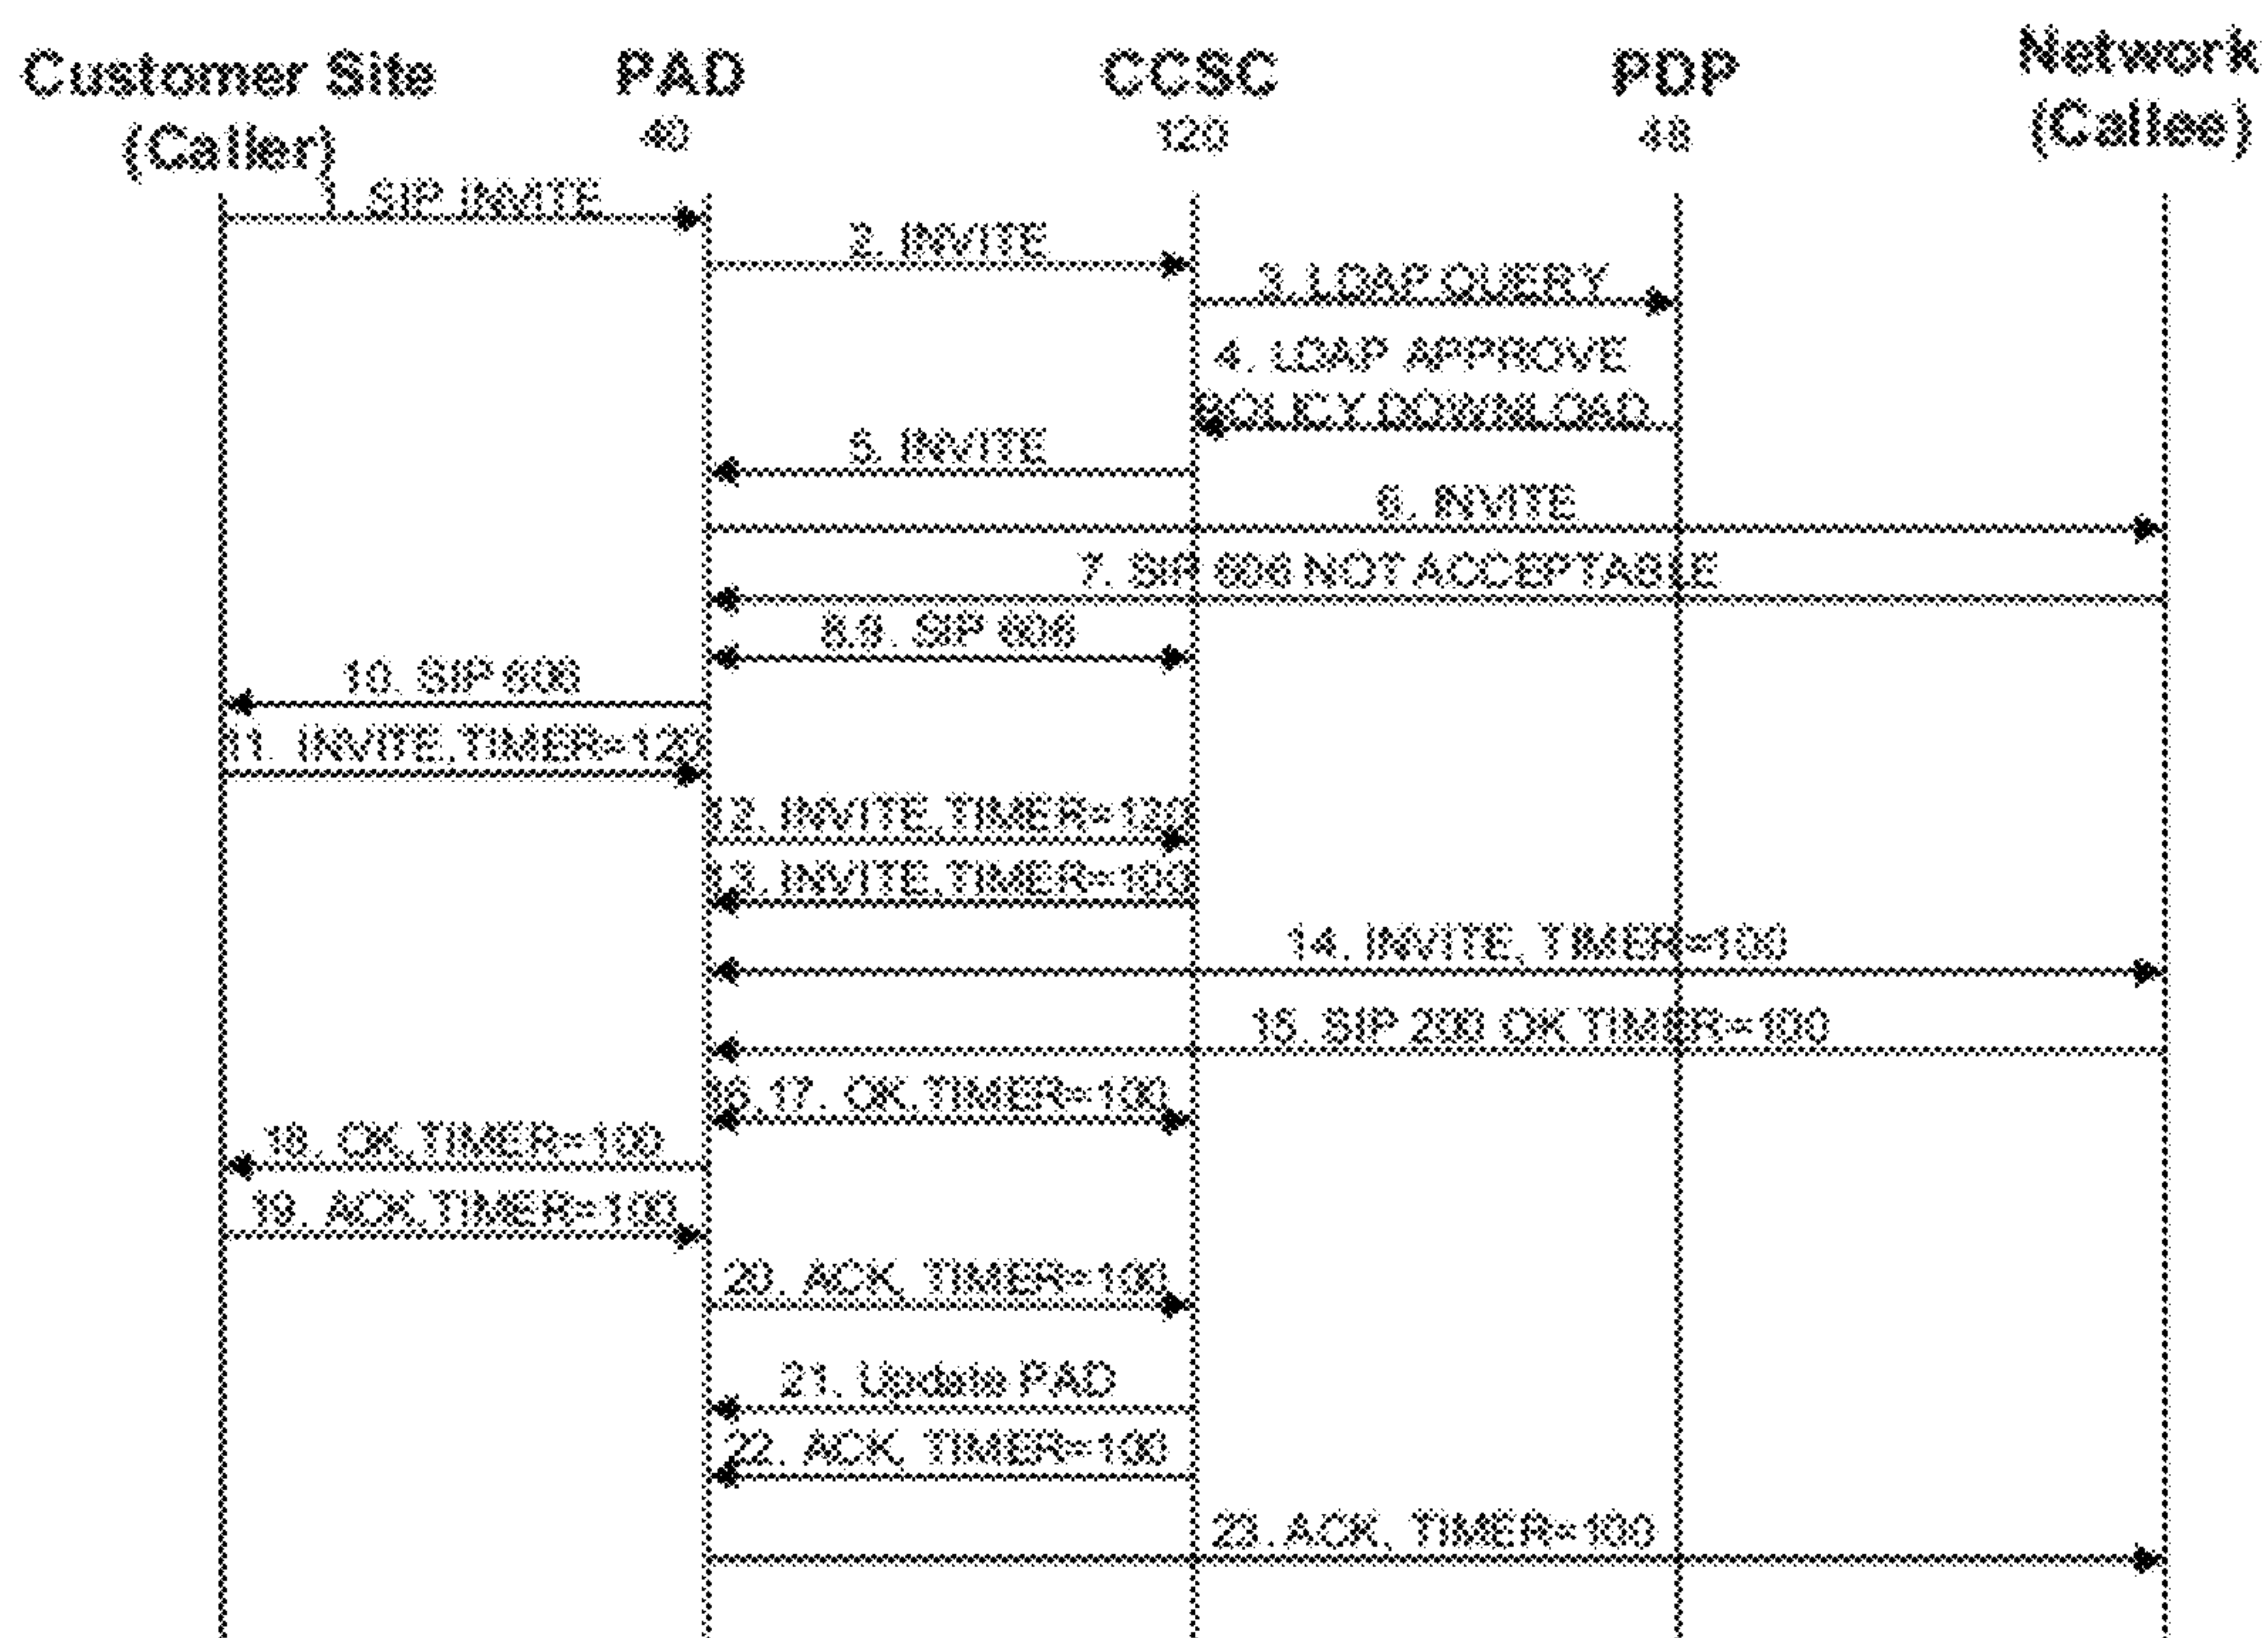 Customer Site
(Caller)
PAD
40
CCSC
120
PDP
48
Network
(Callee)
1. SIP INVITE
2. INVITE
3. LDAP QUERY
4. LDAP APPROVE
POLICY DOWNLOAD
5. INVITE
6. INVITE
7. SIP 606 NOT ACCEPTABLE
8,9. SIP 606
10. SIP 606
11. INVITE,TIMER=120
12. INVITE,TIMER=120
13. INVITE,TIMER=100
14. INVITE, TIMER=100
15. SIP 200 OK TIMER=100
16,17. OK,TIMER=100
18. OK,TIMER=100
19. ACK,TIMER=100
20. ACK, TIMER=100
21. Update PAD
22. ACK, TIMER=100
23. ACK, TIMER=100